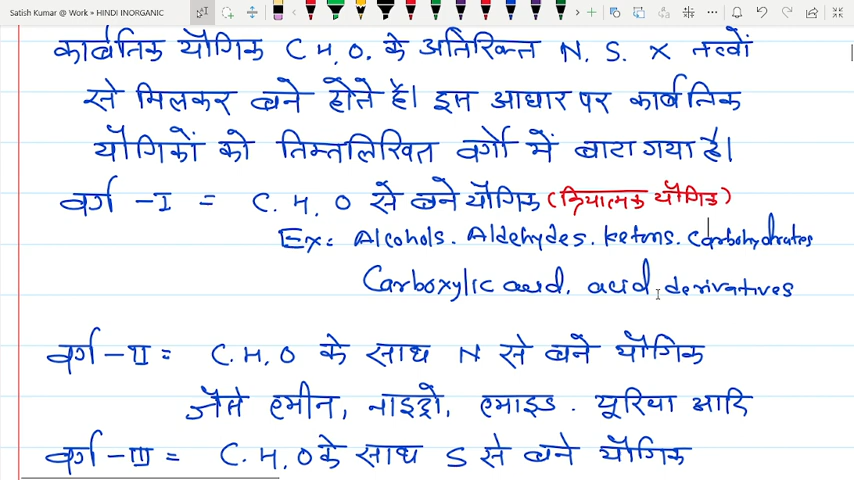 Satish Kumar @ Work » HINDI INORGANIC
कार्बनिक यौगिक C H, O. के अतिरिक्त N. S. X तत्वों
से मिलकर बने होते है। इस आधार पर कार्बनिक
यौगिकों को निम्नलिखित वर्गो में बाटा गया है।
वर्ग - I = C. H, O से बने यौगिक (क्रियात्मक यौगिक)
Ex: Alcohols. Aldehydes. ketons. Carbohydrates
Carboxylic acid. acid derivatives
वर्ग - II = C. H, O के साथ N से बने यौगिक
जैसे एमीन, नाइट्रो, एमाइड . यूरिया आदि
वर्ग - III = C. H, O के साथ S से बने यौगिक